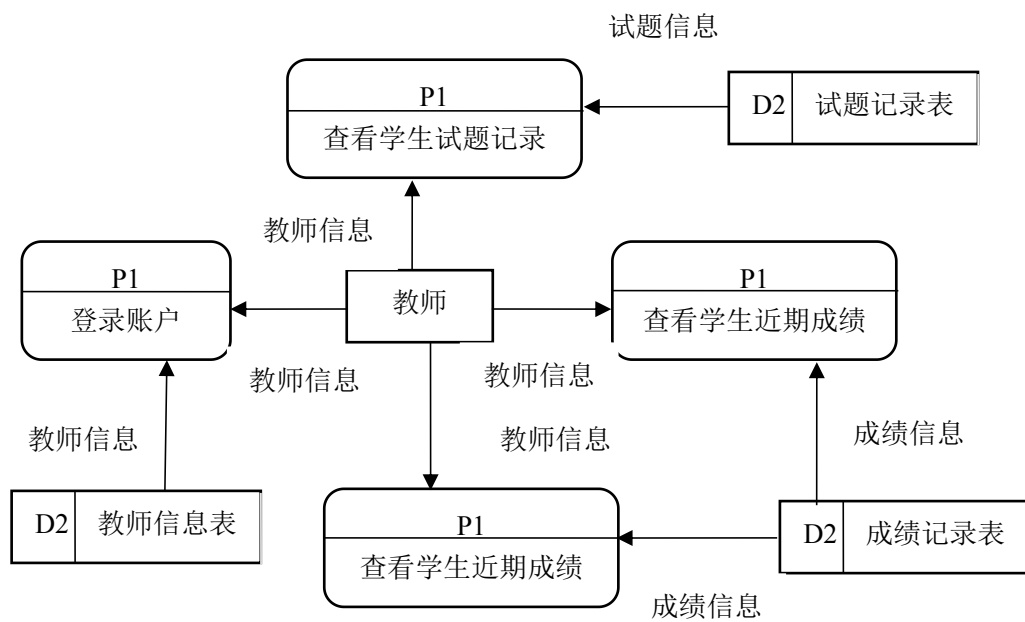 试题信息
P1
查看学生试题记录
D2 试题记录表
教师信息
P1
登录账户
教师
P1
查看学生近期成绩
教师信息
教师信息
教师信息
教师信息
成绩信息
D2 教师信息表
P1
查看学生近期成绩
D2 成绩记录表
成绩信息